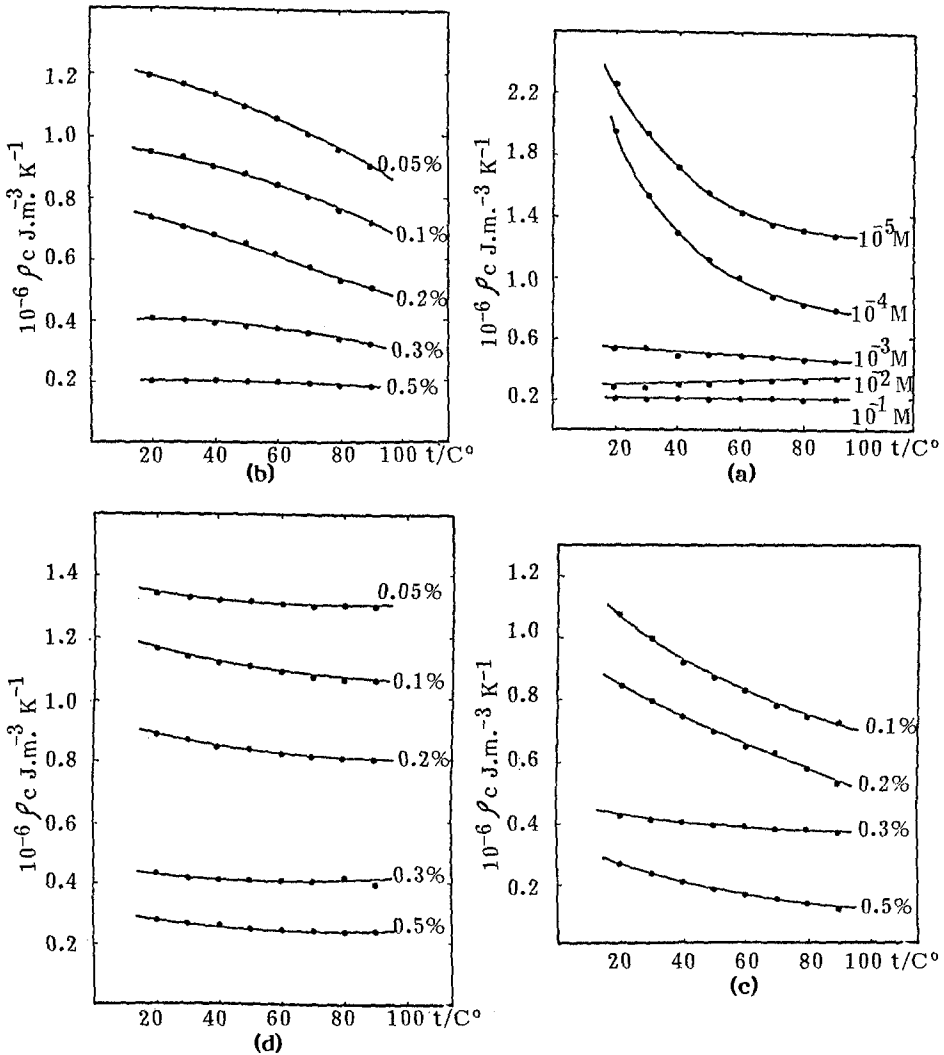 10⁻⁶ ρc J.m.⁻³ K⁻¹
1.2
1.0
0.8
0.6
0.4
0.2
0.05%
0.1%
0.2%
0.3%
0.5%
20 40 60 80 100 t/C°
(b)
10⁻⁶ ρc J.m.⁻³ K⁻¹
2.2
1.8
1.4
1.0
0.6
0.2
10⁻⁵ M
10⁻⁴ M
10⁻³ M
10⁻² M
10⁻¹ M
20 40 60 80 100 t/C°
(a)
10⁻⁶ ρc J.m.⁻³ K⁻¹
1.4
1.2
1.0
0.8
0.6
0.4
0.2
0.05%
0.1%
0.2%
0.3%
0.5%
20 40 60 80 100 t/C°
(d)
10⁻⁶ ρc J.m.⁻³ K⁻¹
1.2
1.0
0.8
0.6
0.4
0.2
0.1%
0.2%
0.3%
0.5%
20 40 60 80 100 t/C°
(c)